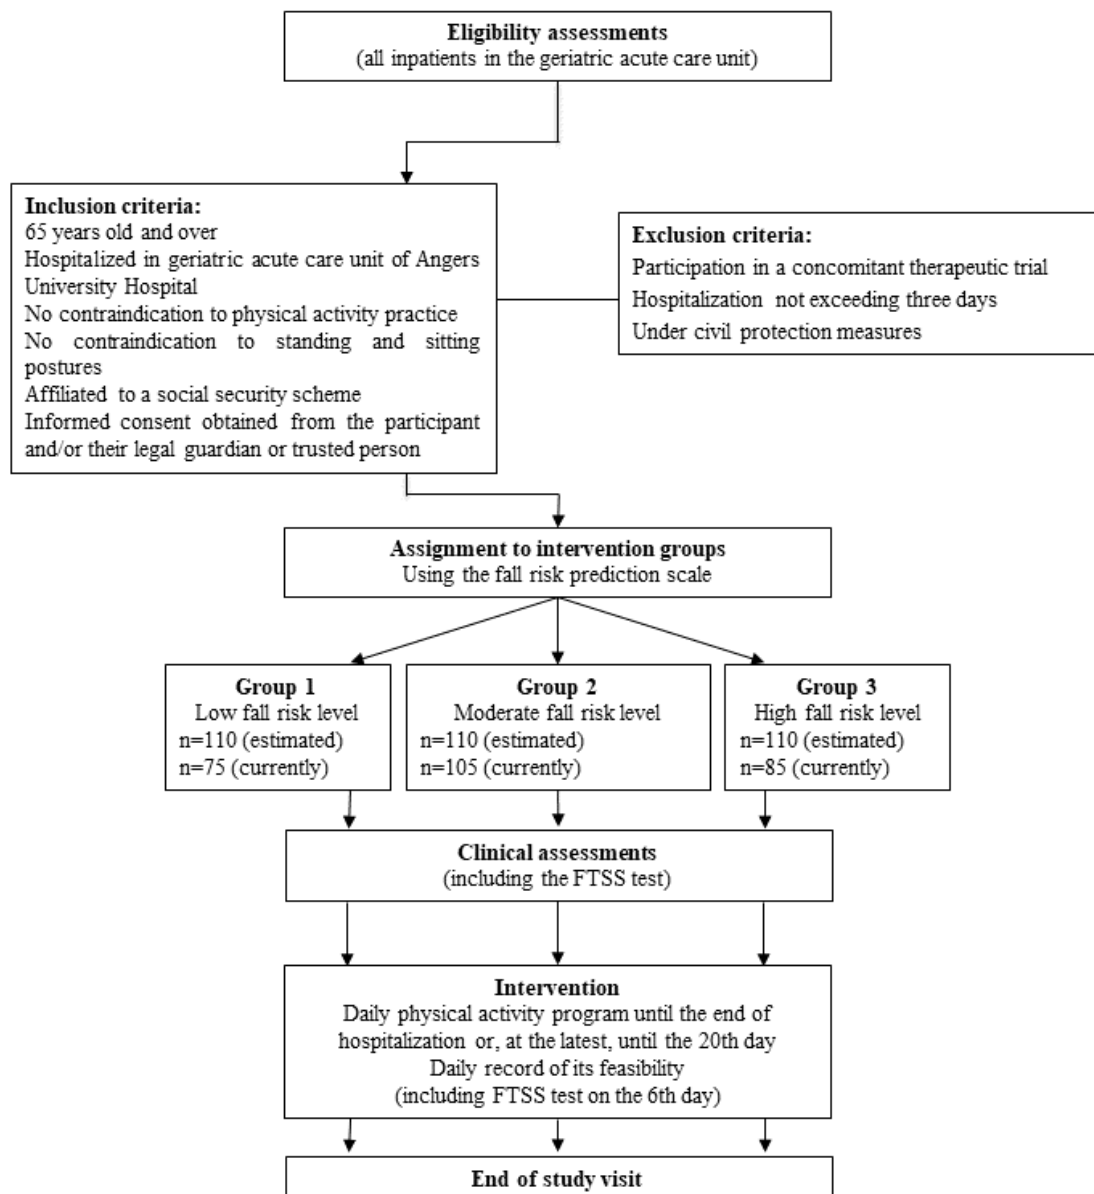 Eligibility assessments
(all inpatients in the geriatric acute care unit)
Inclusion criteria:
65 years old and over
Hospitalized in geriatric acute care unit of Angers
University Hospital
No contraindication to physical activity practice
No contraindication to standing and sitting
postures
Affiliated to a social security scheme
Informed consent obtained from the participant
and/or their legal guardian or trusted person
Exclusion criteria:
Participation in a concomitant therapeutic trial
Hospitalization not exceeding three days
Under civil protection measures
Assignment to intervention groups
Using the fall risk prediction scale
Group 1
Low fall risk level
n=110 (estimated)
n=75 (currently)
Group 2
Moderate fall risk level
n=110 (estimated)
n=105 (currently)
Group 3
High fall risk level
n=110 (estimated)
n=85 (currently)
Clinical assessments
(including the FTSS test)
Intervention
Daily physical activity program until the end of
hospitalization or, at the latest, until the 20th day
Daily record of its feasibility
(including FTSS test on the 6th day)
End of study visit